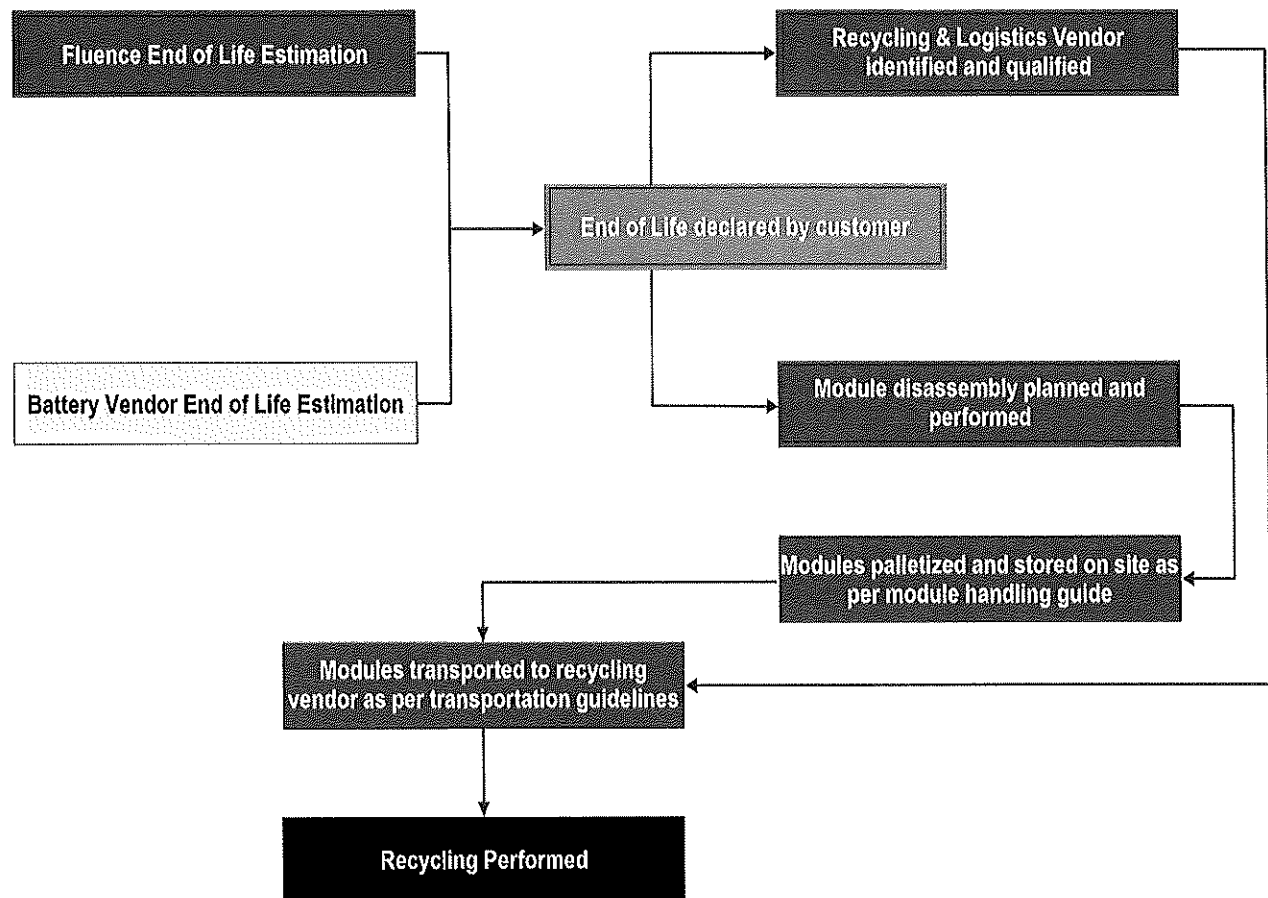 Fluence End of Life Estimation
Recycling & Logistics Vendor
identified and qualified
End of Life declared by customer
Battery Vendor End of Life Estimation
Module disassembly planned and
performed
Modules palletized and stored on site as
per module handling guide
Modules transported to recycling
vendor as per transportation guidelines
Recycling Performed